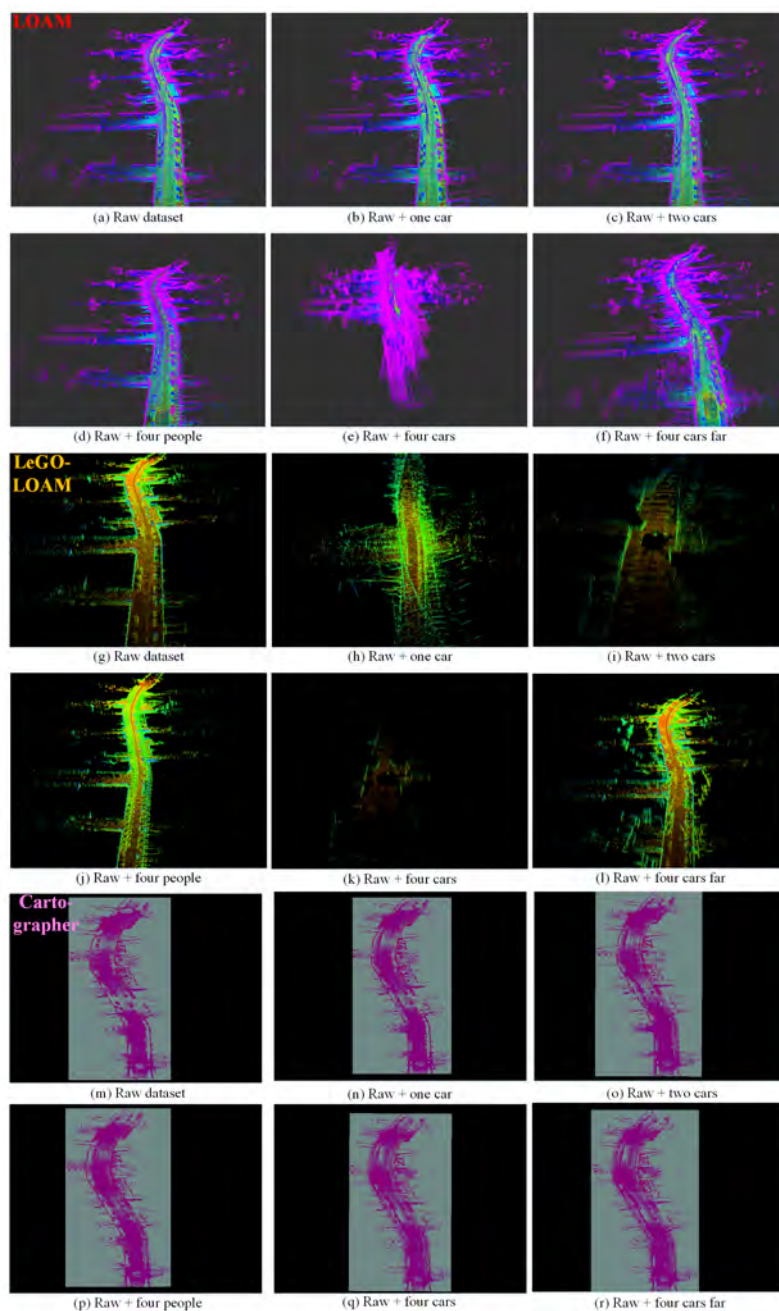 LOAM
(a) Raw dataset
(b) Raw + one car
(c) Raw + two cars
(d) Raw + four people
(e) Raw + four cars
(f) Raw + four cars far
LeGO-
LOAM
(g) Raw dataset
(h) Raw + one car
(i) Raw + two cars
(j) Raw + four people
(k) Raw + four cars
(l) Raw + four cars far
Carto-
grapher
(m) Raw dataset
(n) Raw + one car
(o) Raw + two cars
(p) Raw + four people
(q) Raw + four cars
(r) Raw + four cars far